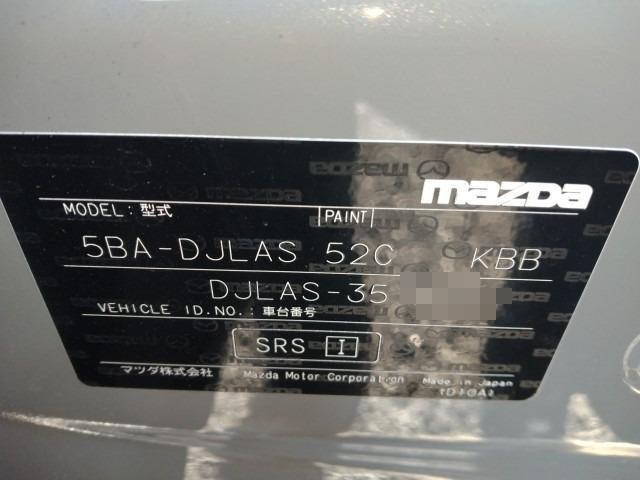 mazda
MODEL：型式 PAINT
5BA-DJLAS 52C KBB
DJLAS-35
VEHICLE ID.NO.：車台番号
SRS I
マツダ株式会社 Mazda Motor Corporation Made in Japan